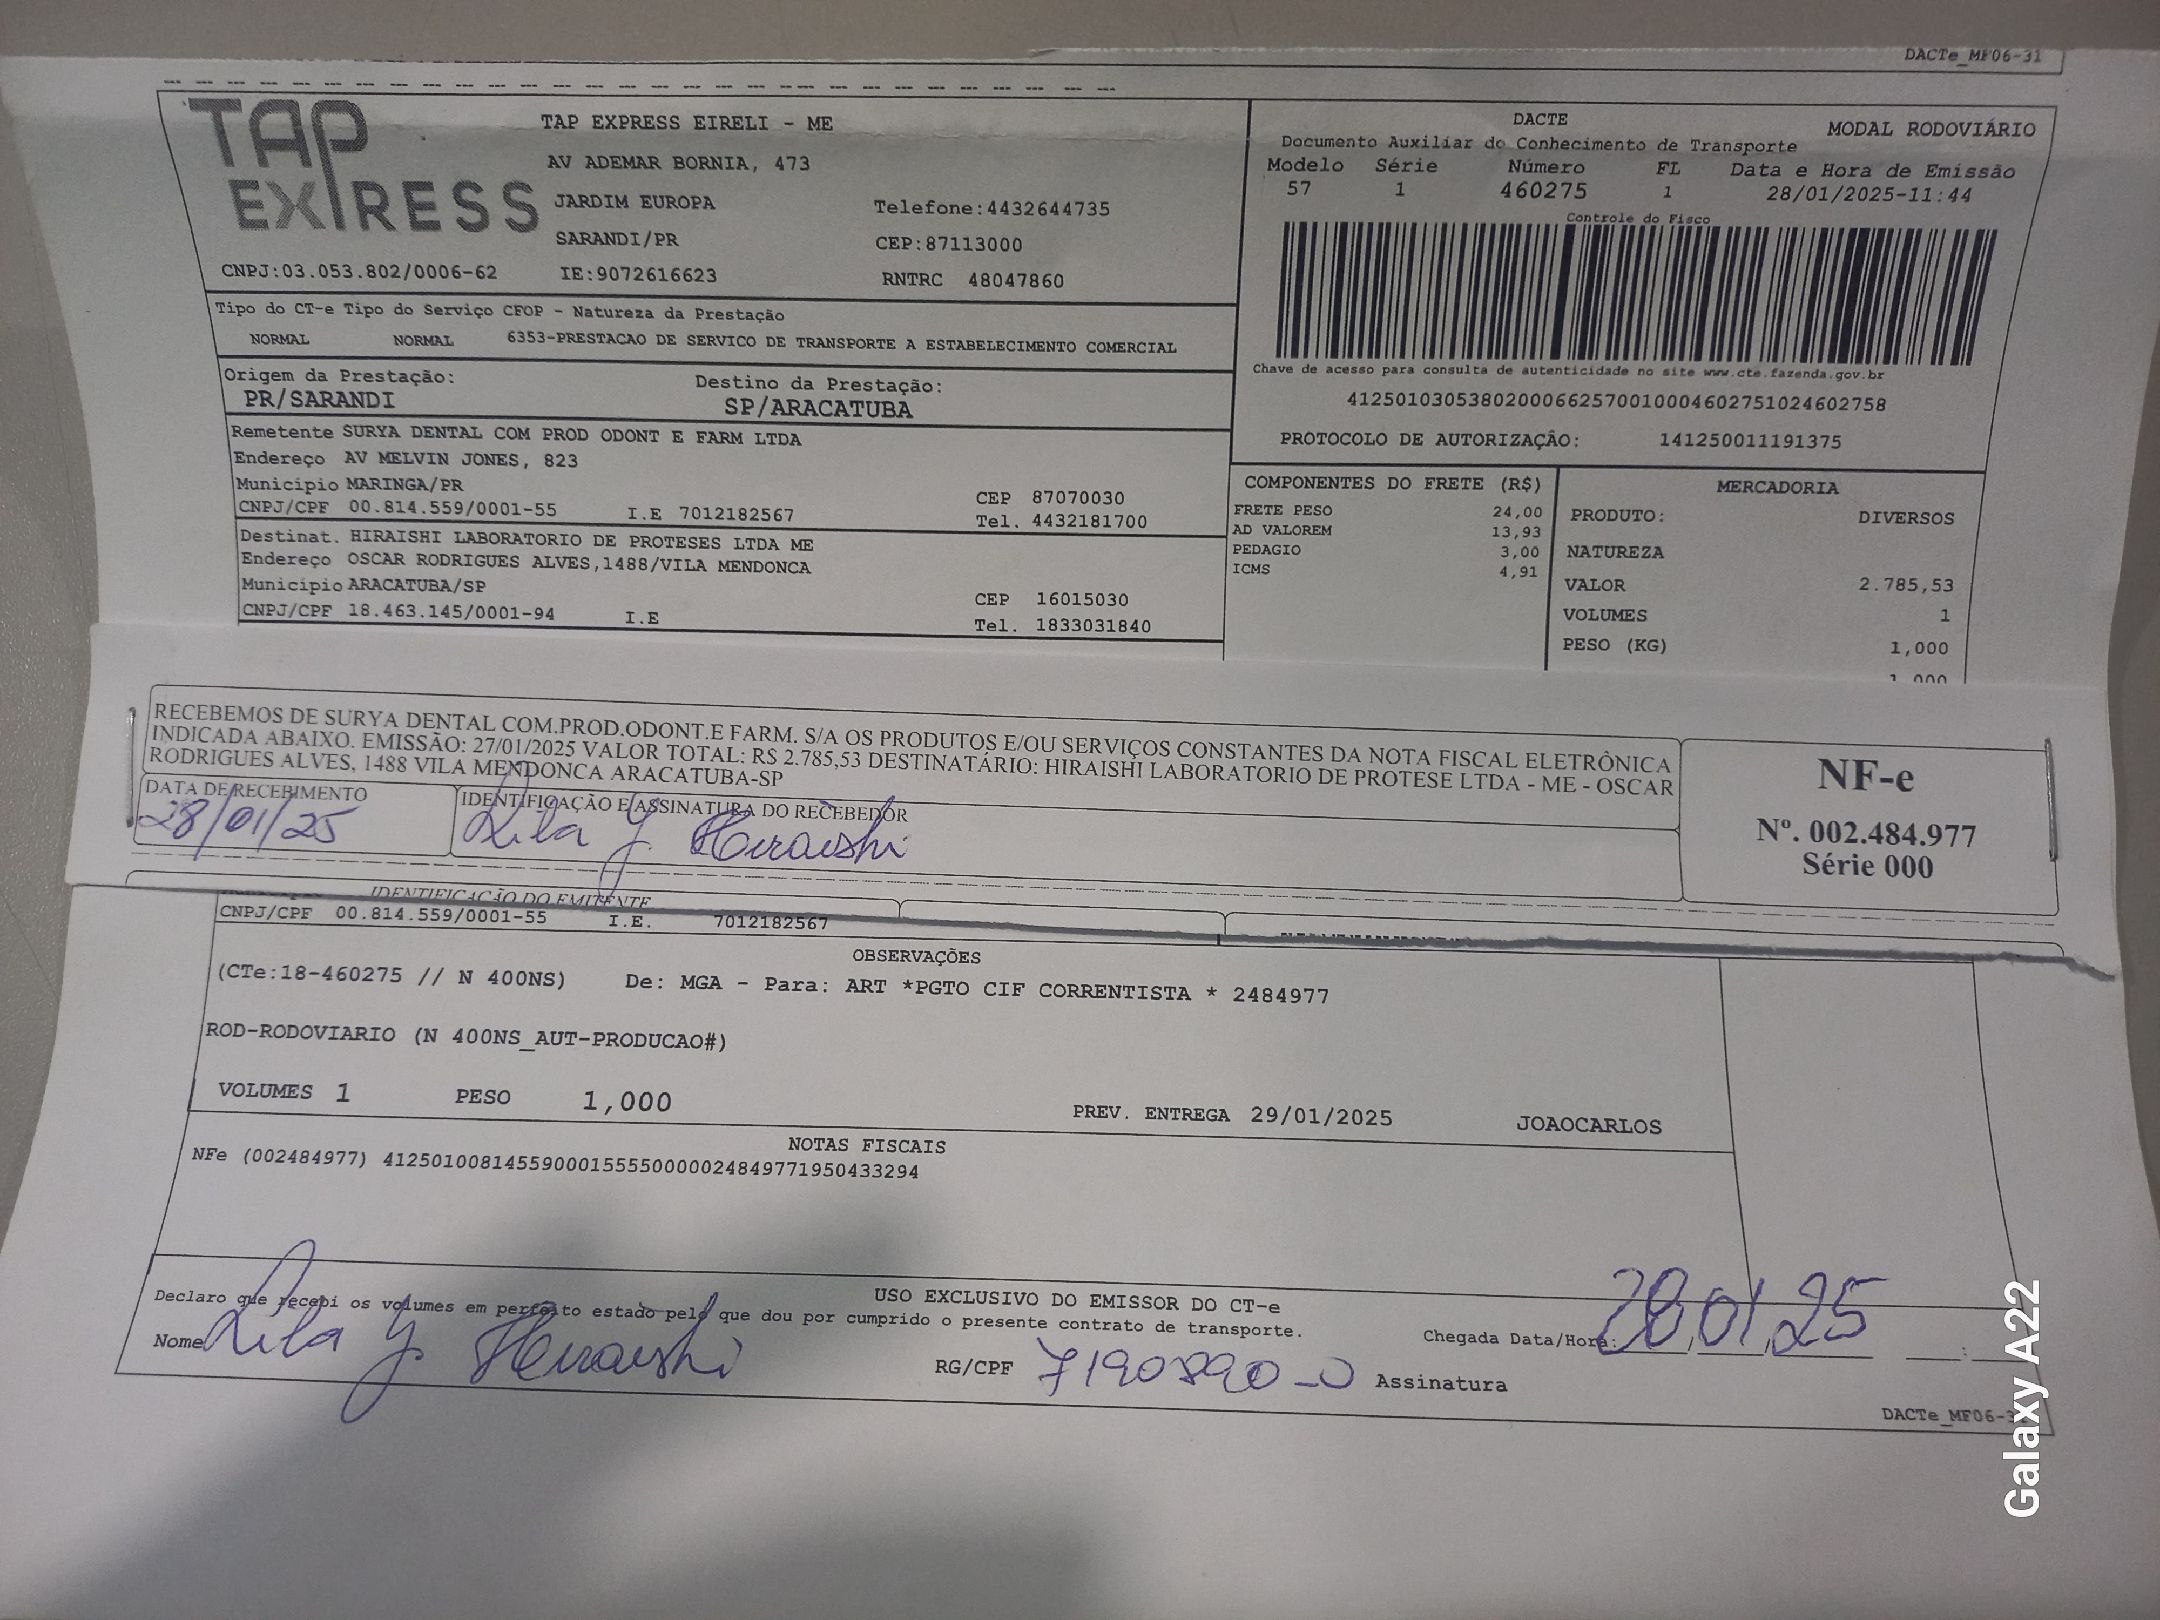 DACTe_MF06-31
TAP EXPRESS
TAP EXPRESS EIRELI - ME
AV ADEMAR BORNIA, 473
JARDIM EUROPA Telefone:4432644735
SARANDI/PR CEP:87113000
CNPJ:03.053.802/0006-62 IE:9072616623 RNTRC 48047860
DACTE MODAL RODOVIÁRIO
Documento Auxiliar do Conhecimento de Transporte
Modelo Série Número FL Data e Hora de Emissão
57 1 460275 1 28/01/2025-11:44
Controle do Fisco
Chave de acesso para consulta de autenticidade no site www.cte.fazenda.gov.br
41250103053802000662570010004602751024602758
PROTOCOLO DE AUTORIZAÇÂO: 141250011191375
Tipo do CT-e Tipo do Serviço CFOP - Natureza da Prestação
NORMAL NORMAL 6353-PRESTACAO DE SERVICO DE TRANSPORTE A ESTABELECIMENTO COMERCIAL
Origem da Prestação: Destino da Prestação:
PR/SARANDI SP/ARACATUBA
Remetente SURYA DENTAL COM PROD ODONT E FARM LTDA
Endereço AV MELVIN JONES, 823
Município MARINGA/PR CEP 87070030
CNPJ/CPF 00.814.559/0001-55 I.E 7012182567 Tel. 4432181700
Destinat. HIRAISHI LABORATORIO DE PROTESES LTDA ME
Endereço OSCAR RODRIGUES ALVES,1488/VILA MENDONCA
Município ARACATUBA/SP CEP 16015030
CNPJ/CPF 18.463.145/0001-94 I.E Tel. 1833031840
COMPONENTES DO FRETE (R$)
FRETE PESO 24,00
AD VALOREM 13,93
PEDAGIO 3,00
ICMS 4,91
MERCADORIA
PRODUTO: DIVERSOS
NATUREZA
VALOR 2.785,53
VOLUMES 1
PESO (KG) 1,000
1,000
RECEBEMOS DE SURYA DENTAL COM.PROD.ODONT.E FARM. S/A OS PRODUTOS E/OU SERVIÇOS CONSTANTES DA NOTA FISCAL ELETRÔNICA
INDICADA ABAIXO. EMISSÃO: 27/01/2025 VALOR TOTAL: R$ 2.785,53 DESTINATÁRIO: HIRAISHI LABORATORIO DE PROTESE LTDA - ME - OSCAR
RODRIGUES ALVES, 1488 VILA MENDONCA ARACATUBA-SP
DATA DE RECEBIMENTO IDENTIFICAÇÃO E ASSINATURA DO RECEBEDOR
28/01/25 Lila Y Hiraishi
NF-e
Nº. 002.484.977
Série 000
IDENTIFICAÇÃO DO EMITENTE
CNPJ/CPF 00.814.559/0001-55 I.E. 7012182567
OBSERVAÇÕES
(CTe:18-460275 // N 400NS) De: MGA - Para: ART *PGTO CIF CORRENTISTA * 2484977
ROD-RODOVIARIO (N 400NS_AUT-PRODUCAO#)
VOLUMES 1 PESO 1,000 PREV. ENTREGA 29/01/2025 JOAOCARLOS
NOTAS FISCAIS
NFe (002484977) 41250100814559000155550000024849771950433294
USO EXCLUSIVO DO EMISSOR DO CT-e
Declaro que recebi os volumes em perfeito estado pelo que dou por cumprido o presente contrato de transporte.
Nome Lila Y Hiraishi RG/CPF 7190890-0 Assinatura
Chegada Data/Hora: 28,01,25 :
DACTe_MF06-31
Galaxy A22